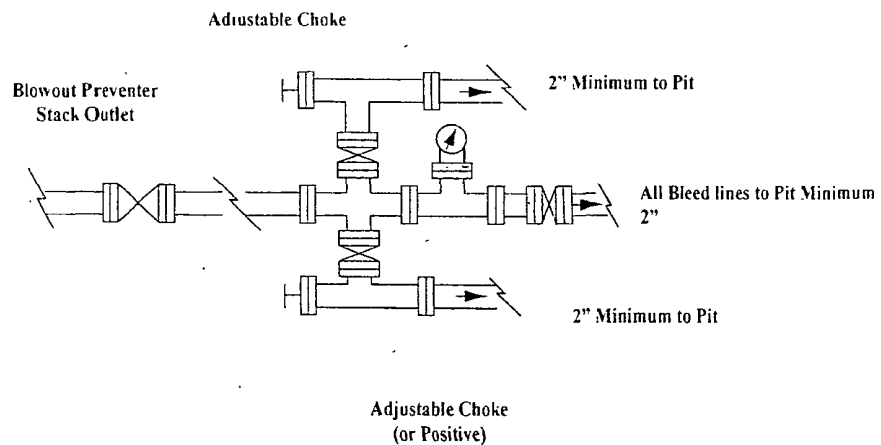 Adjustable Choke
2” Minimum to Pit
Blowout Preventer
Stack Outlet
All Bleed lines to Pit Minimum
2”
2” Minimum to Pit
Adjustable Choke
(or Positive)